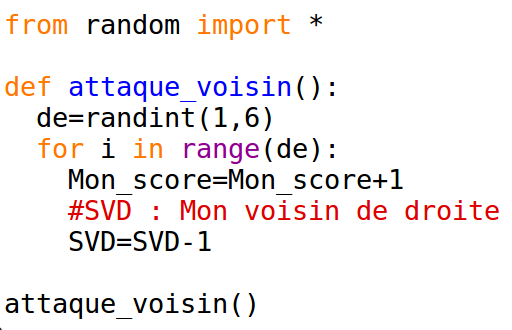 from random import *
def attaque_voisin():
de=randint(1,6)
for i in range(de):
Mon_score=Mon_score+1
#SVD : Mon voisin de droite
SVD=SVD-1
attaque_voisin()